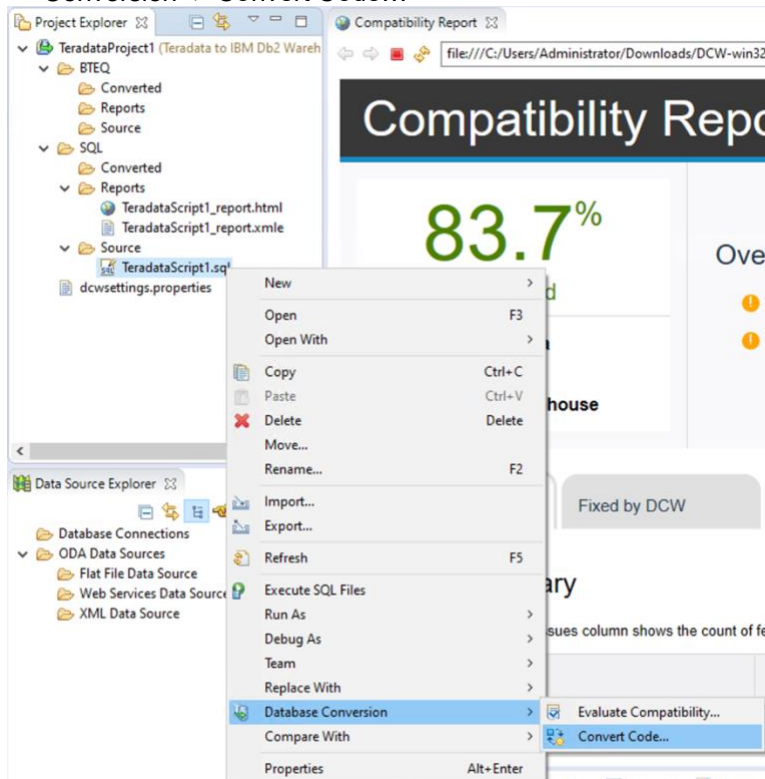 Conversion
Convert Code...
Project Explorer
Compatibility Report
TeradataProject1 (Teradata to IBM Db2 Wareh
file:///C:/Users/Administrator/Downloads/DCW-win32
BTEQ
Converted
Reports
Source
SQL
Converted
Reports
TeradataScript1_report.html
TeradataScript1_report.xmle
Source
TeradataScript1.sql
dcwsettings.properties
Compatibility Repo
83.7%
d
Ove
house
New
Open F3
Open With
Copy Ctrl+C
Paste Ctrl+V
Delete Delete
Move...
Rename... F2
Import...
Export...
Refresh F5
Execute SQL Files
Run As
Debug As
Team
Replace With
Database Conversion
Compare With
Properties Alt+Enter
Evaluate Compatibility...
Convert Code...
Data Source Explorer
Database Connections
ODA Data Sources
Flat File Data Source
Web Services Data Source
XML Data Source
Fixed by DCW
ary
sues column shows the count of fe